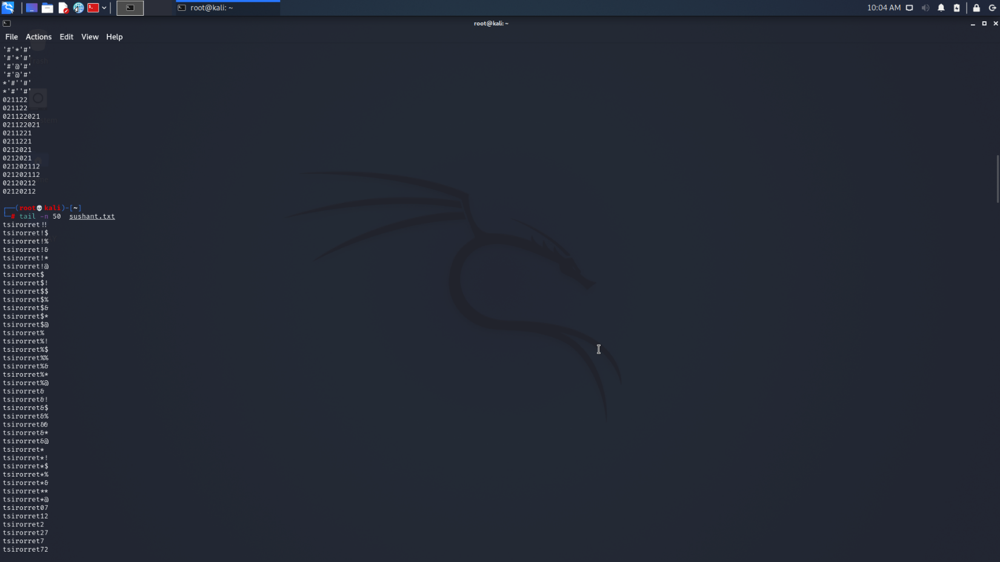 root@kali: ~
10:04 AM
root@kali: ~
File Actions Edit View Help
'#'*'#'
'#'*'#'
'#'@'#'
'#'@'#'
*'#''#'
*'#''#'
021122
021122
021122021
021122021
0211221
0211221
0212021
0212021
021202112
021202112
02120212
02120212
┌──(root💀kali)-[~]
└─# tail -n 50 sushant.txt
tsirorret!!
tsirorret!$
tsirorret!%
tsirorret!&
tsirorret!*
tsirorret!@
tsirorret$
tsirorret$!
tsirorret$$
tsirorret$%
tsirorret$&
tsirorret$*
tsirorret$@
tsirorret%
tsirorret%!
tsirorret%$
tsirorret%%
tsirorret%&
tsirorret%*
tsirorret%@
tsirorret&
tsirorret&!
tsirorret&$
tsirorret&%
tsirorret&&
tsirorret&*
tsirorret&@
tsirorret*
tsirorret*!
tsirorret*$
tsirorret*%
tsirorret*&
tsirorret**
tsirorret*@
tsirorret07
tsirorret12
tsirorret2
tsirorret27
tsirorret7
tsirorret72